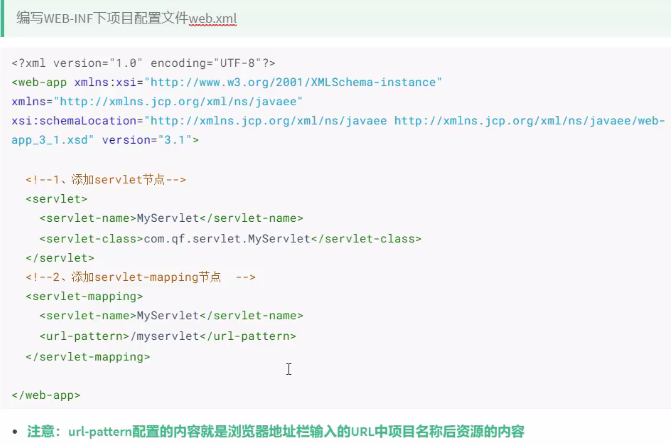 编写WEB-INF下项目配置文件web.xml
<?xml version="1.0" encoding="UTF-8"?>
<web-app xmlns:xsi="http://www.w3.org/2001/XMLSchema-instance"
xmlns="http://xmlns.jcp.org/xml/ns/javaee"
xsi:schemaLocation="http://xmlns.jcp.org/xml/ns/javaee http://xmlns.jcp.org/xml/ns/javaee/web-
app_3_1.xsd" version="3.1">
<!--1、添加servlet节点-->
<servlet>
<servlet-name>MyServlet</servlet-name>
<servlet-class>com.qf.servlet.MyServlet</servlet-class>
</servlet>
<!--2、添加servlet-mapping节点  -->
<servlet-mapping>
<servlet-name>MyServlet</servlet-name>
<url-pattern>/myservlet</url-pattern>
</servlet-mapping>
</web-app>
• 注意：url-pattern配置的内容就是浏览器地址栏输入的URL中项目名称后资源的内容